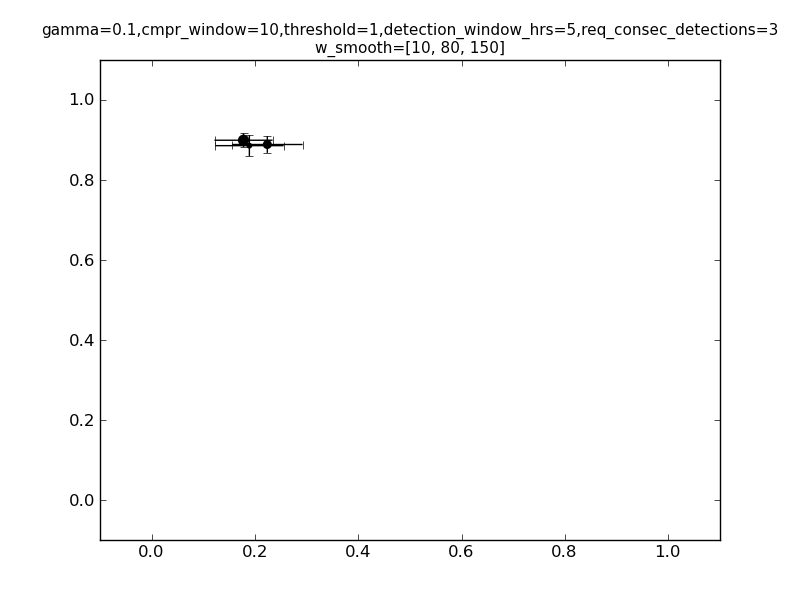 gamma=0.1,cmpr_window=10,threshold=1,detection_window_hrs=5,req_consec_detections=3
w_smooth=[10, 80, 150]
1.0
0.8
0.6
0.4
0.2
0.0
0.0 0.2 0.4 0.6 0.8 1.0